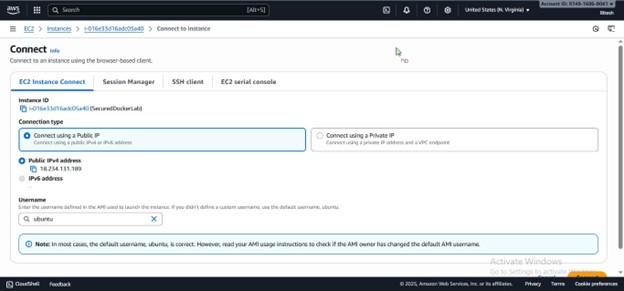 aws
Search [Alt+S]
United States (N. Virginia)
EC2 > Instances > i-016e33d16adc05a40 > Connect to instance
Connect Info
Connect to an instance using the browser-based client.
EC2 Instance Connect Session Manager SSH client EC2 serial console
Instance ID
i-016e33d16adc05a40 (SecuredDockerLab)
Connection type
Connect using a Public IP
Connect using a public IPv4 or IPv6 address
Connect using a Private IP
Connect using a private IP address and a VPC endpoint
Public IPv4 address
18.234.131.189
IPv6 address
Username
Enter the username defined in the AMI used to launch the instance. If you didn't define a custom username, use the default username, ubuntu.
ubuntu
Note: In most cases, the default username, ubuntu, is correct. However, read your AMI usage instructions to check if the AMI owner has changed the default AMI username.
Activate Windows
Go to Settings to activate Windows.
CloudShell Feedback
© 2025, Amazon Web Services, Inc. or its affiliates. Privacy Terms Cookie preferences